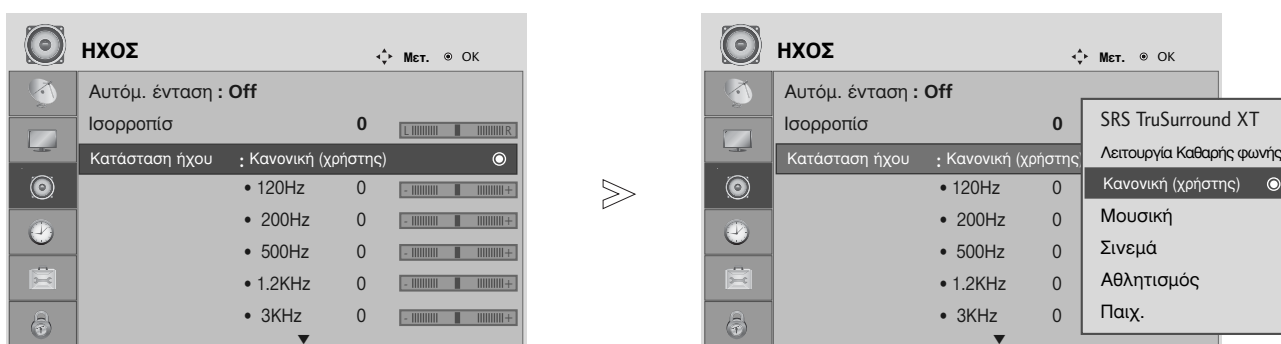 ΗΧΟΣ
Μετ. OK
Αυτόμ. ένταση : Off
Ισορροπίσ 0 L R
Κατάσταση ήχου : Κανονική (χρήστης)
• 120Hz 0 - +
• 200Hz 0 - +
• 500Hz 0 - +
• 1.2KHz 0 - +
• 3KHz 0 - +
ΗΧΟΣ
Μετ. OK
Αυτόμ. ένταση : Off
Ισορροπίσ 0
Κατάσταση ήχου : Κανονική (χρήστης
• 120Hz 0
• 200Hz 0
• 500Hz 0
• 1.2KHz 0
• 3KHz 0
SRS TruSurround XT
Λειτουργία Καθαρής φωνής
Κανονική (χρήστης)
Μουσική
Σινεμά
Αθλητισμός
Παιχ.